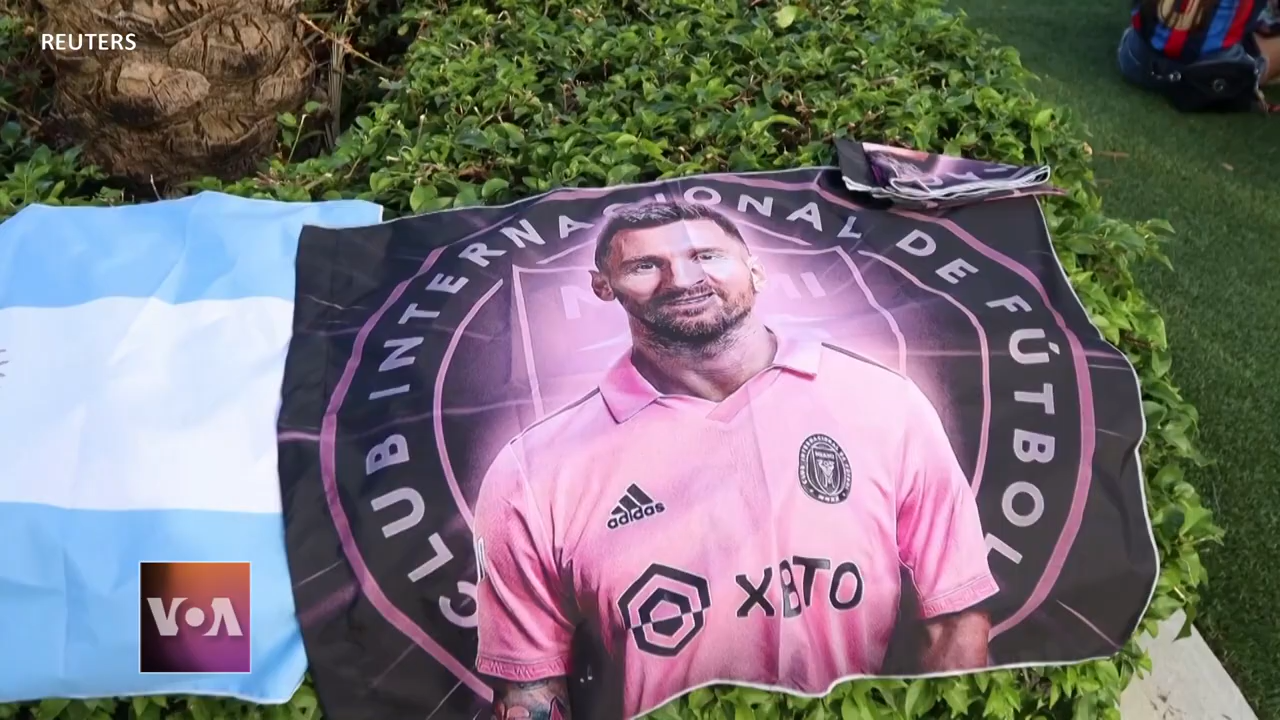 REUTERS
CLUB INTERNACIONAL DE FÚTBOL
adidas
XBTO
VOA